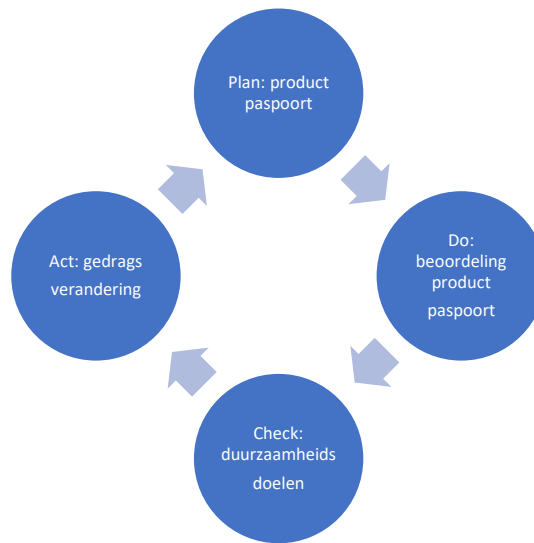 Plan: product
paspoort
Do:
beoordeling
product
paspoort
Check:
duurzaamheids
doelen
Act: gedrags
verandering